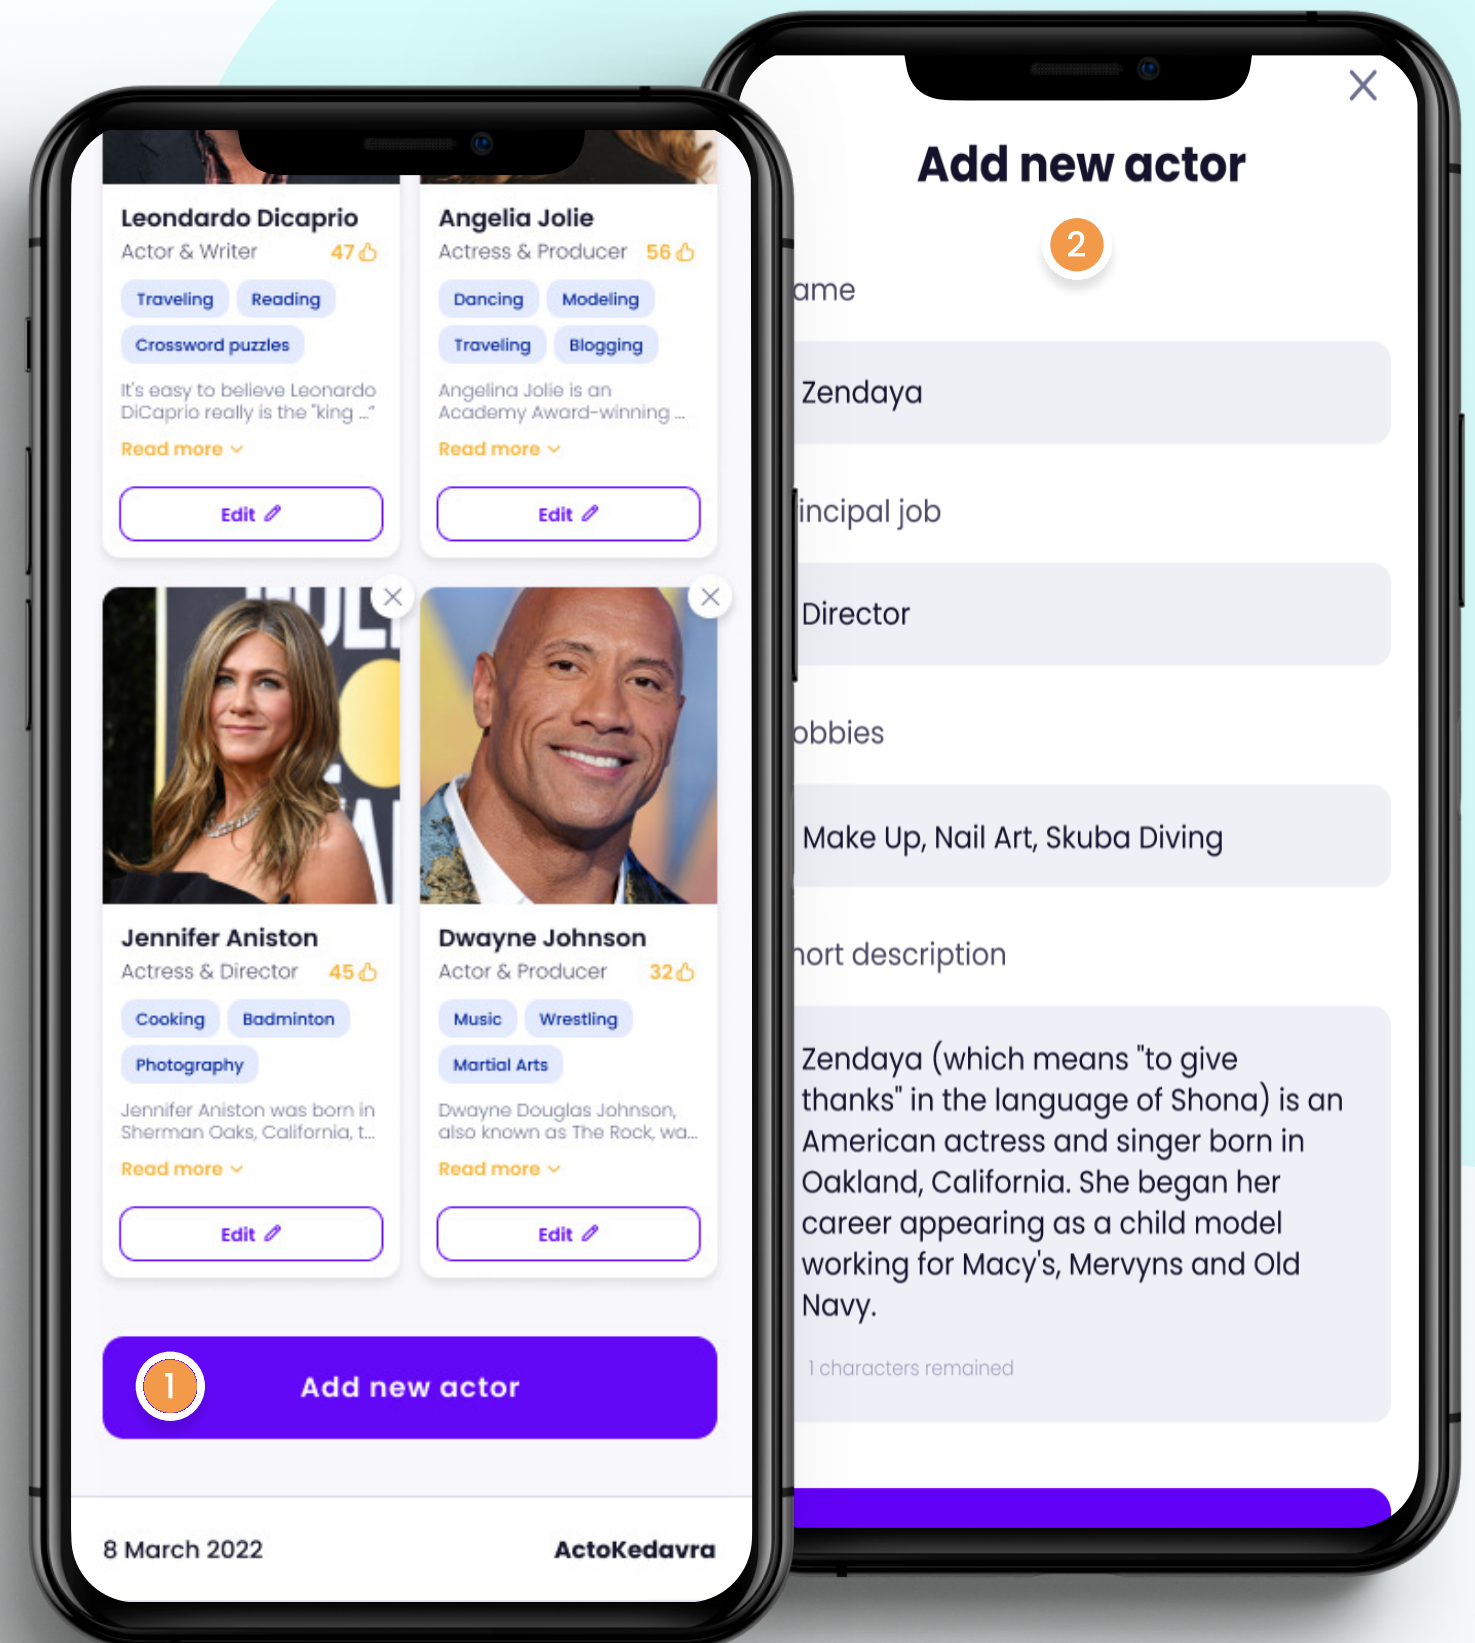 Leondardo Dicaprio
Actor & Writer 47
Traveling Reading
Crossword puzzles
It's easy to believe Leonardo
DiCaprio really is the "king ..."
Read more
Edit
Angelia Jolie
Actress & Producer 56
Dancing Modeling
Traveling Blogging
Angelina Jolie is an
Academy Award-winning ...
Read more
Edit
Jennifer Aniston
Actress & Director 45
Cooking Badminton
Photography
Jennifer Aniston was born in
Sherman Oaks, California, t...
Read more
Edit
Dwayne Johnson
Actor & Producer 32
Music Wrestling
Martial Arts
Dwayne Douglas Johnson,
also known as The Rock, wa...
Read more
Edit
1 Add new actor
8 March 2022 ActoKedavra
Add new actor
2
ame
Zendaya
incipal job
Director
obbies
Make Up, Nail Art, Skuba Diving
hort description
Zendaya (which means "to give
thanks" in the language of Shona) is an
American actress and singer born in
Oakland, California. She began her
career appearing as a child model
working for Macy's, Mervyns and Old
Navy.
1 characters remained